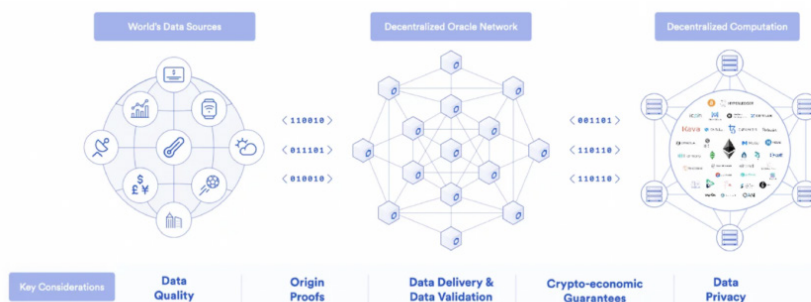 World's Data Sources
Decentralized Oracle Network
Decentralized Computation
<110010>
<011101>
<010010>
<001101>
<110110>
<110110>
$
$
£ ¥
Kava
Key Considerations
Data
Quality
Origin
Proofs
Data Delivery &
Data Validation
Crypto-economic
Guarantees
Data
Privacy